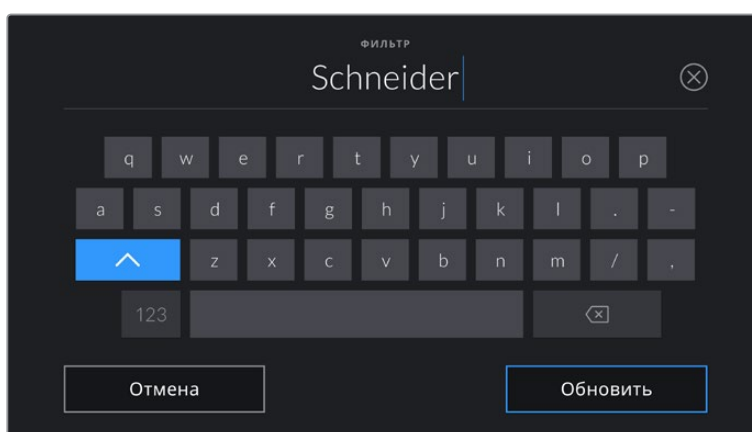 ФИЛЬТР
Schneider
q w e r t y u i o p
a s d f g h j k l . -
z x c v b n m / ,
123
Отмена Обновить